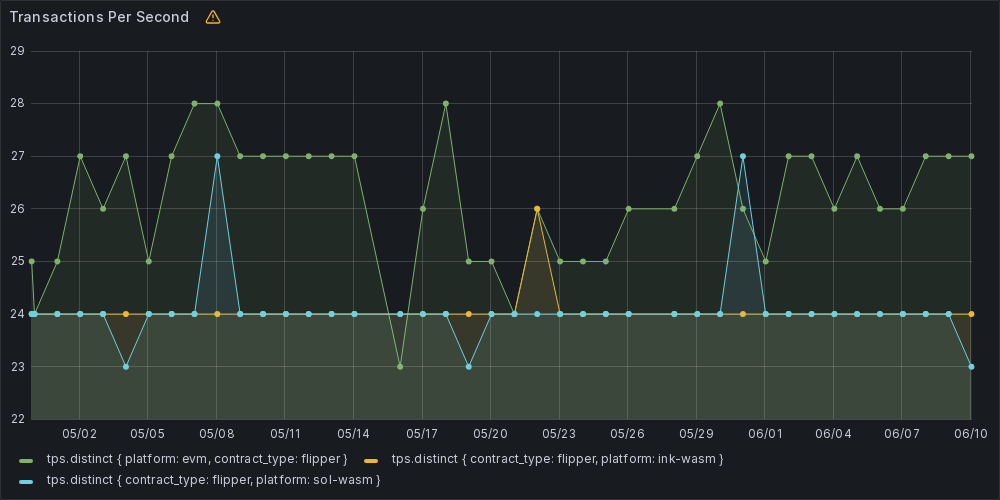 Transactions Per Second
29
28
27
26
25
24
23
22
05/02 05/05 05/08 05/11 05/14 05/17 05/20 05/23 05/26 05/29 06/01 06/04 06/07 06/10
tps.distinct { platform: evm, contract_type: flipper } tps.distinct { contract_type: flipper, platform: ink-wasm }
tps.distinct { contract_type: flipper, platform: sol-wasm }